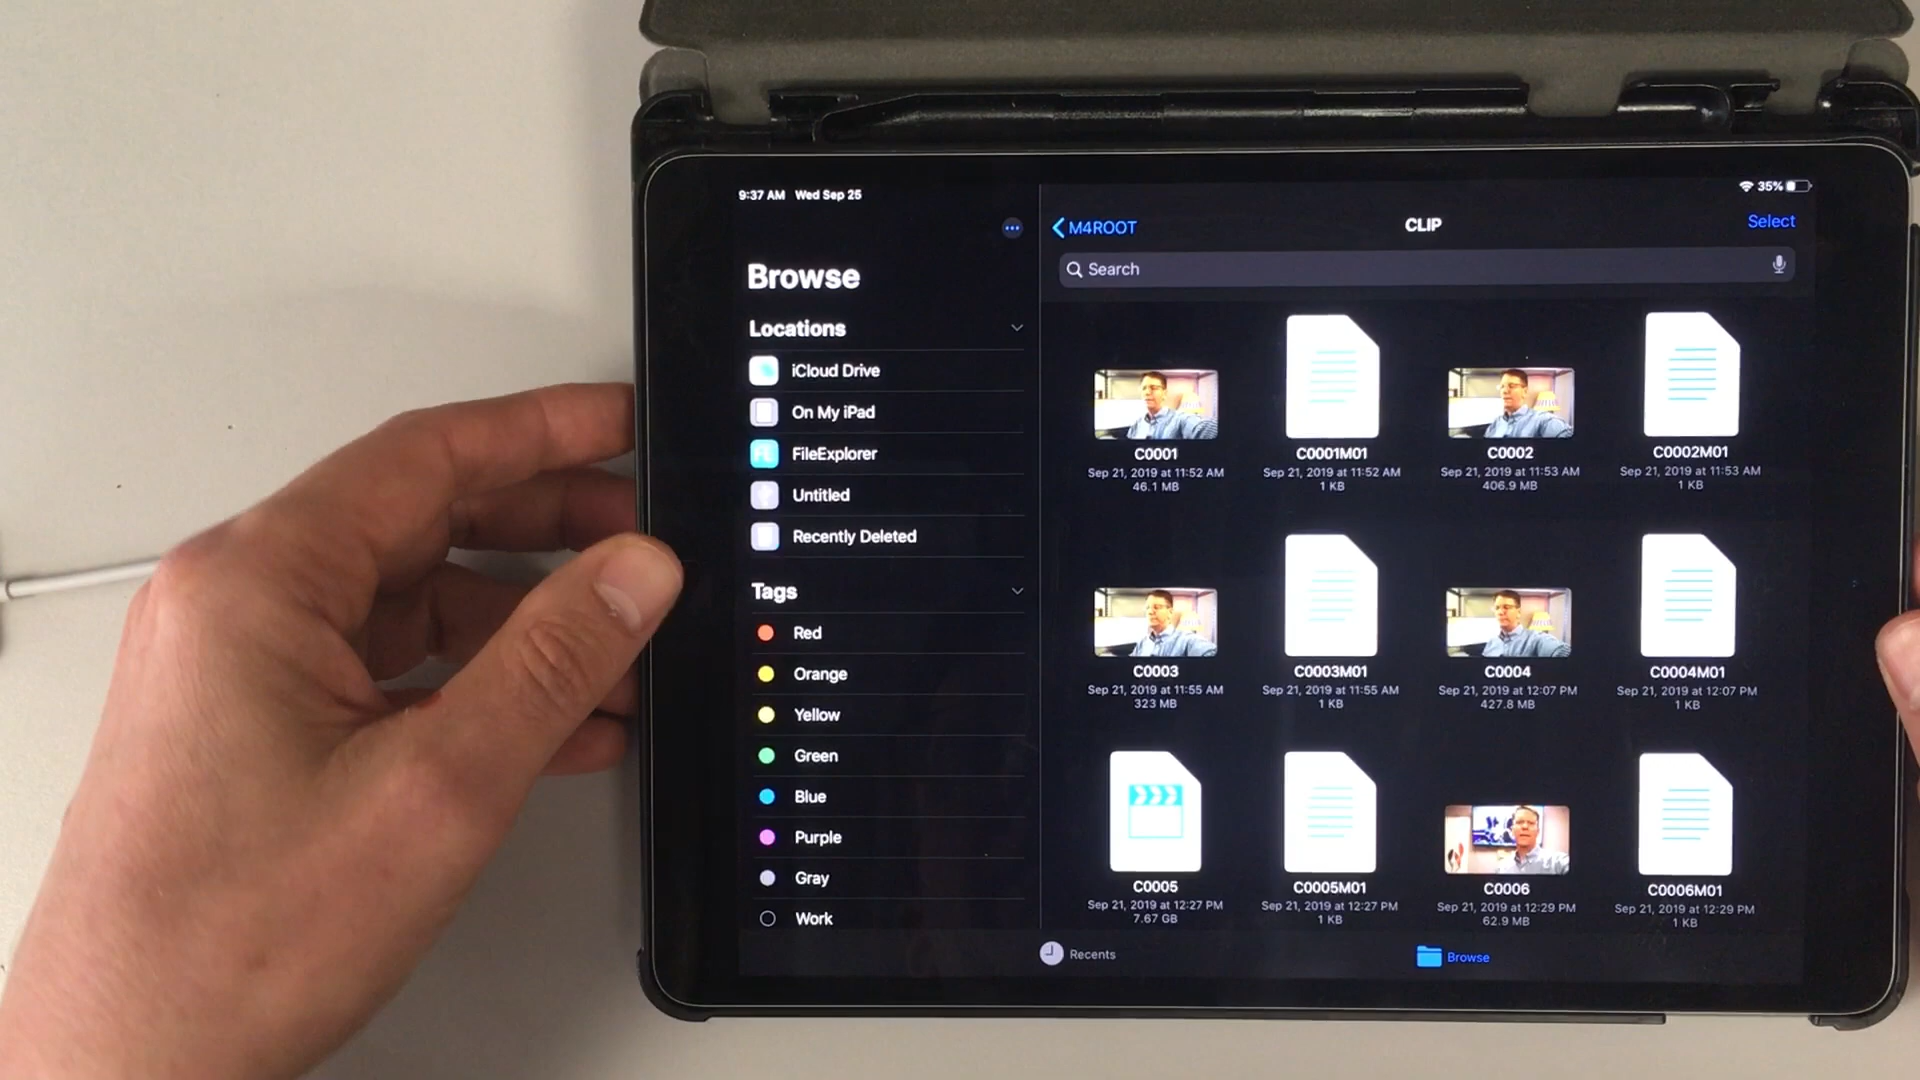 9:37 AM Wed Sep 25
35%
Browse
Locations
iCloud Drive
On My iPad
FE FileExplorer
Untitled
Recently Deleted
Tags
Red
Orange
Yellow
Green
Blue
Purple
Gray
Work
M4ROOT
CLIP
Select
Search
C0001
Sep 21, 2019 at 11:52 AM
46.1 MB
C0001M01
Sep 21, 2019 at 11:52 AM
1 KB
C0002
Sep 21, 2019 at 11:53 AM
406.9 MB
C0002M01
Sep 21, 2019 at 11:53 AM
1 KB
C0003
Sep 21, 2019 at 11:55 AM
323 MB
C0003M01
Sep 21, 2019 at 11:55 AM
1 KB
C0004
Sep 21, 2019 at 12:07 PM
427.8 MB
C0004M01
Sep 21, 2019 at 12:07 PM
1 KB
C0005
Sep 21, 2019 at 12:27 PM
7.67 GB
C0005M01
Sep 21, 2019 at 12:27 PM
1 KB
C0006
Sep 21, 2019 at 12:29 PM
62.9 MB
C0006M01
Sep 21, 2019 at 12:29 PM
1 KB
Recents
Browse